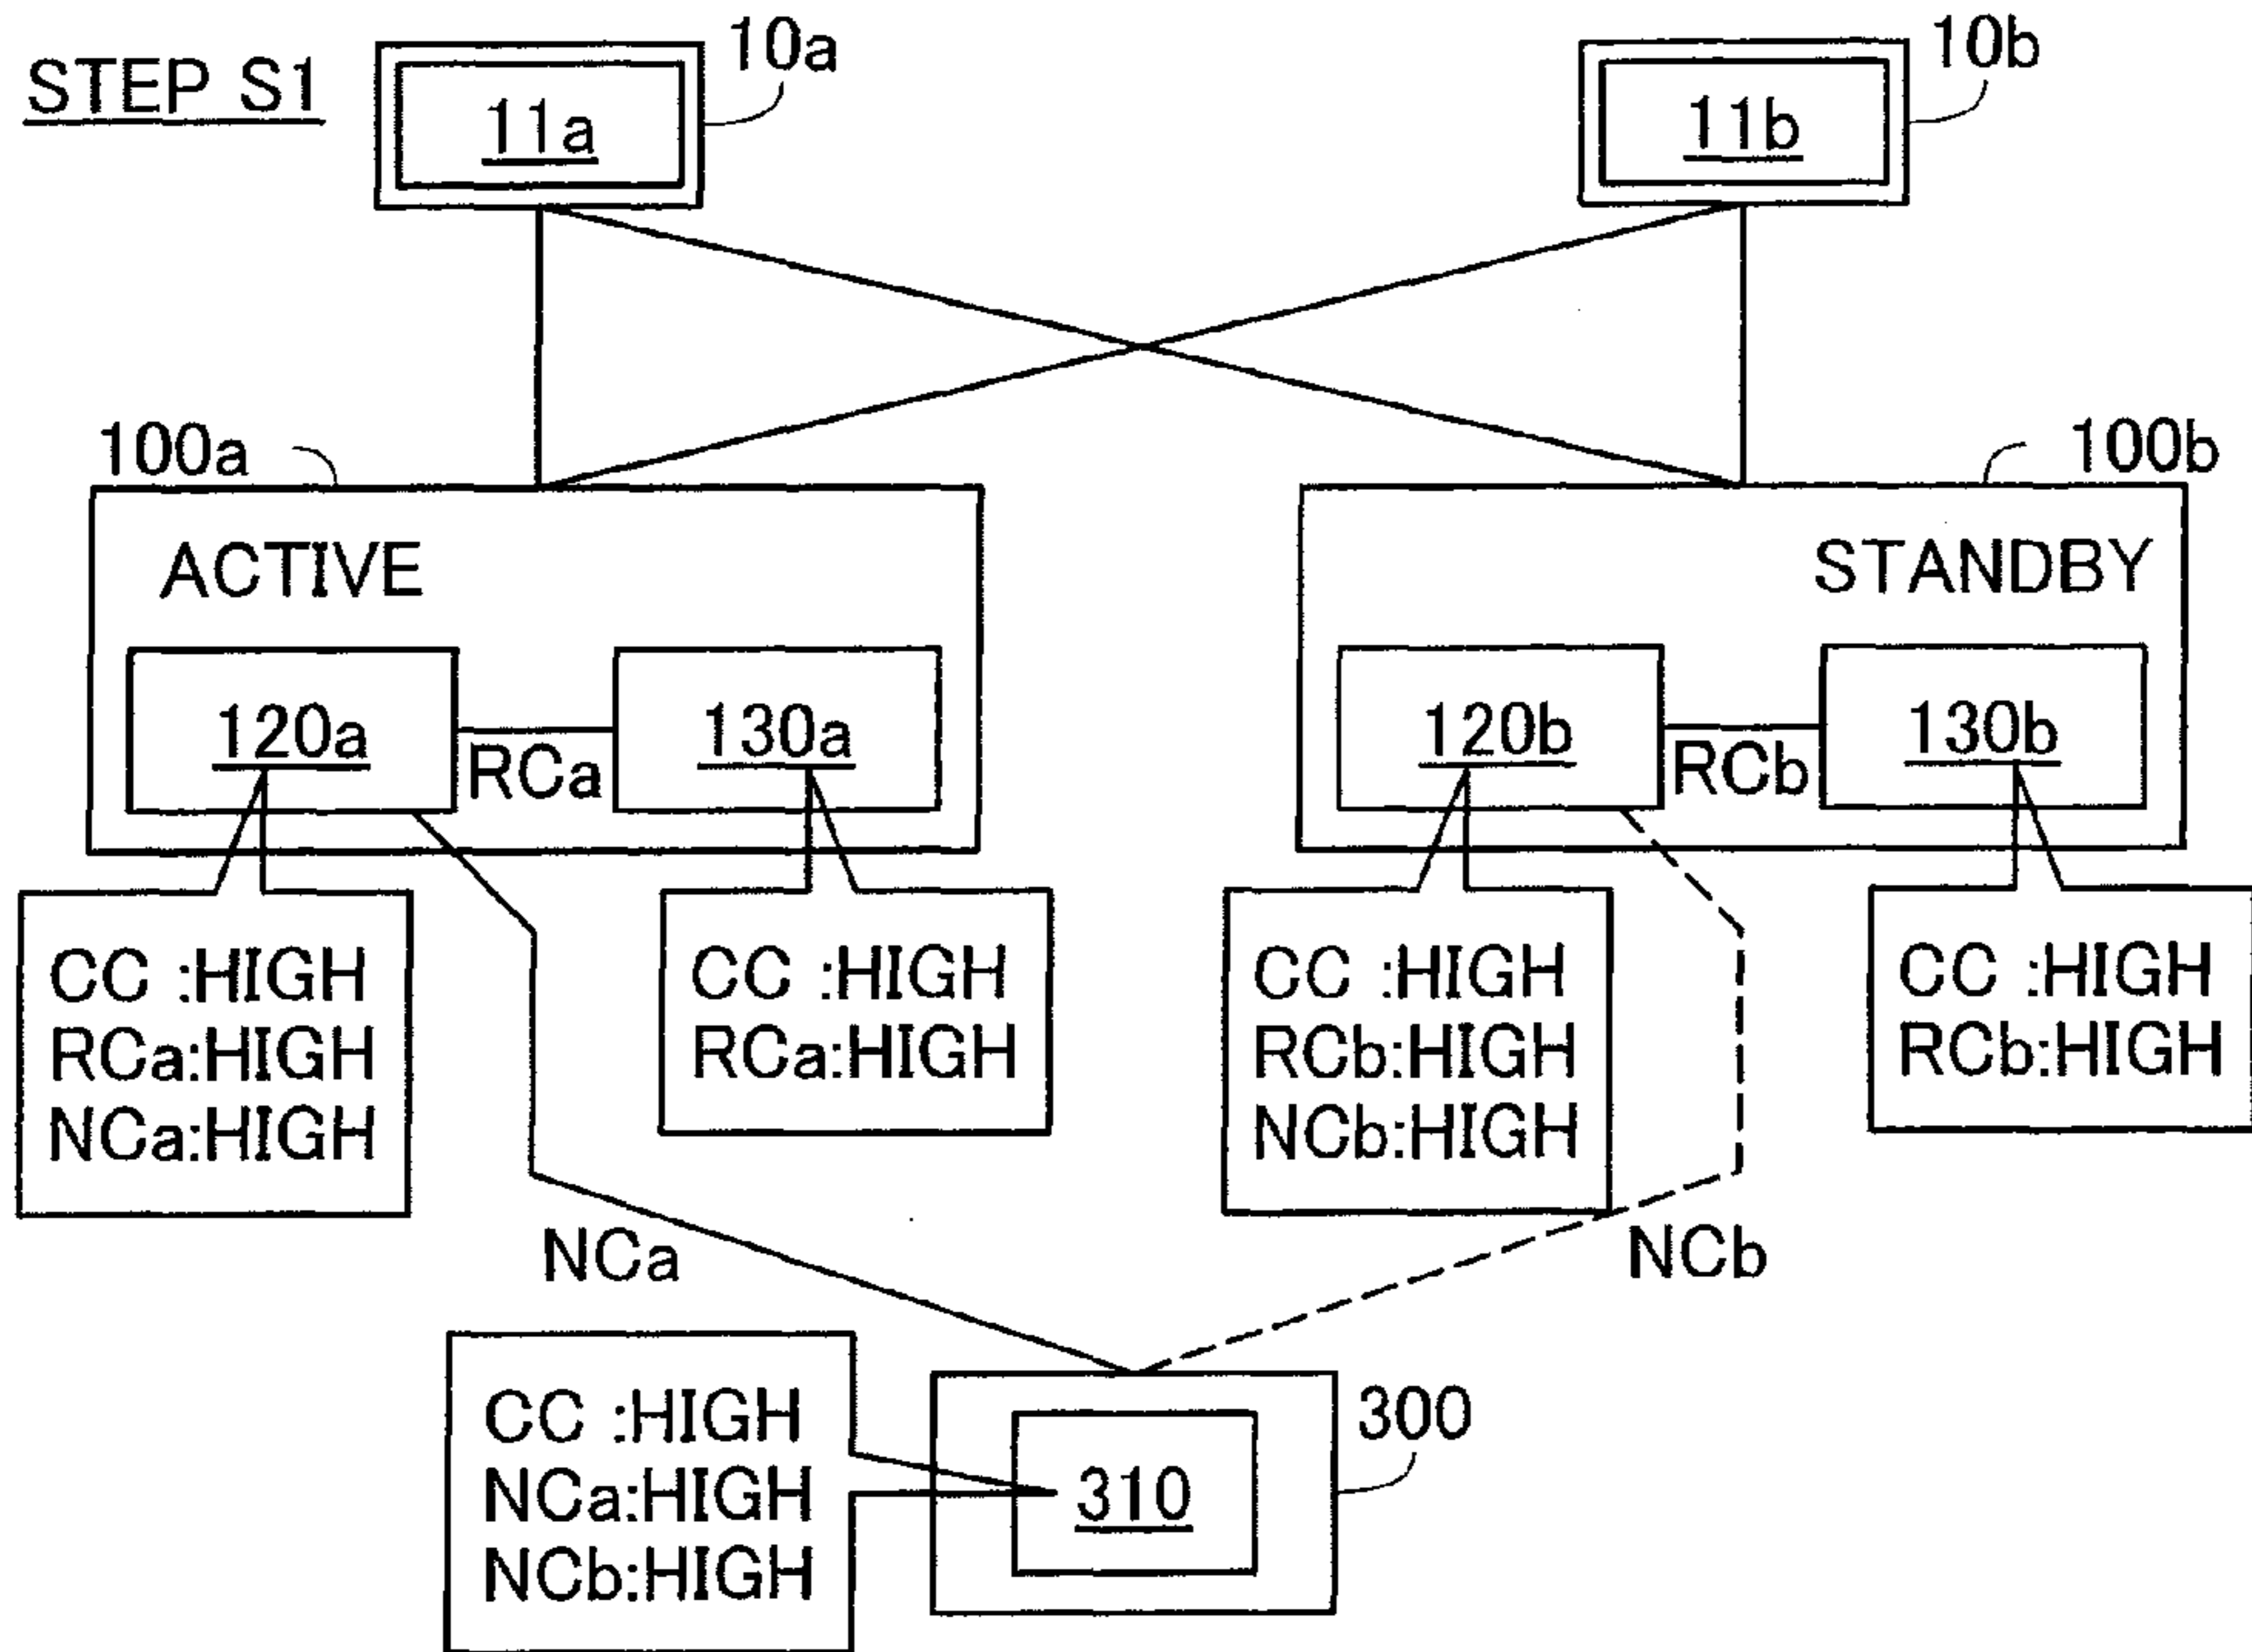 STEP S1
10a
10b
11a
11b
100a
100b
ACTIVE
STANDBY
120a
RCa
130a
120b
RCb
130b
CC :HIGH
RCa:HIGH
NCa:HIGH
CC :HIGH
RCa:HIGH
CC :HIGH
RCb:HIGH
NCb:HIGH
CC :HIGH
RCb:HIGH
NCa
NCb
CC :HIGH
NCa:HIGH
NCb:HIGH
300
310